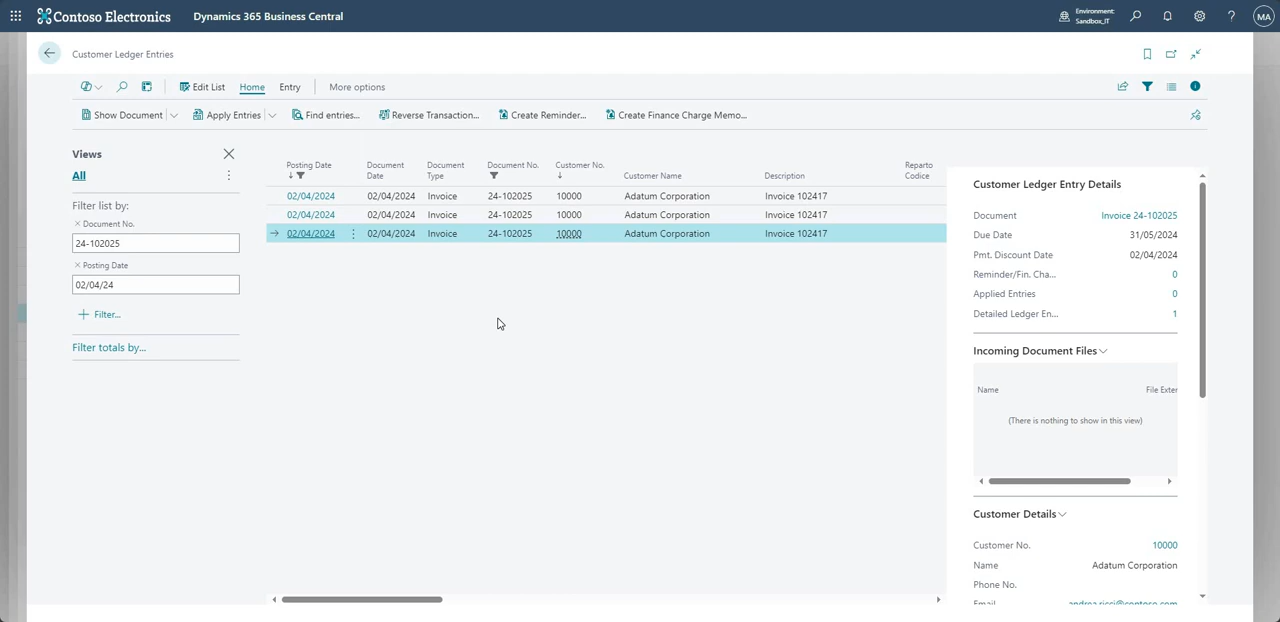 Contoso Electronics Dynamics 365 Business Central Environment: Sandbox_IT ? MA
Customer Ledger Entries
Edit List Home Entry More options
Show Document Apply Entries Find entries... Reverse Transaction... Create Reminder... Create Finance Charge Memo...
Views
All
Filter list by:
× Document No.
24-102025
× Posting Date
02/04/24
+ Filter...
Filter totals by...
Posting Date ↓ Document Date Document Type Document No. Customer No. ↓ Customer Name Description Reparto Codice
02/04/2024 02/04/2024 Invoice 24-102025 10000 Adatum Corporation Invoice 102417
02/04/2024 02/04/2024 Invoice 24-102025 10000 Adatum Corporation Invoice 102417
→ 02/04/2024 02/04/2024 Invoice 24-102025 10000 Adatum Corporation Invoice 102417
Customer Ledger Entry Details
Document Invoice 24-102025
Due Date 31/05/2024
Pmt. Discount Date 02/04/2024
Reminder/Fin. Cha... 0
Applied Entries 0
Detailed Ledger En... 1
Incoming Document Files
Name File Exter
(There is nothing to show in this view)
Customer Details
Customer No. 10000
Name Adatum Corporation
Phone No.
Email andrea.ricci@contoso.com